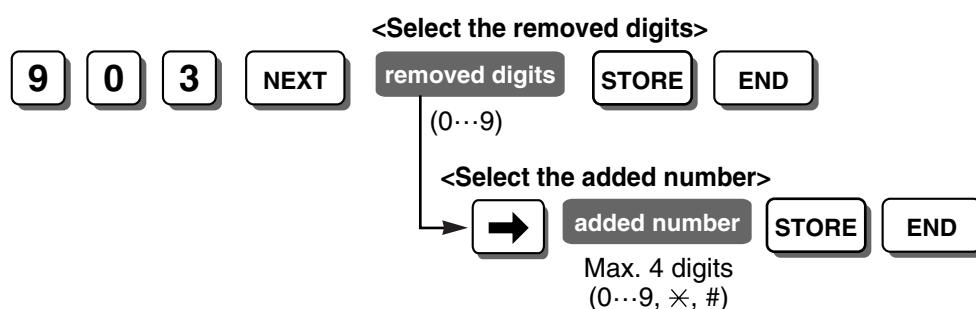 <Select the removed digits>
9 0 3 NEXT removed digits STORE END
(0···9)
<Select the added number>
➡ added number STORE END
Max. 4 digits
(0···9, ✳, #)